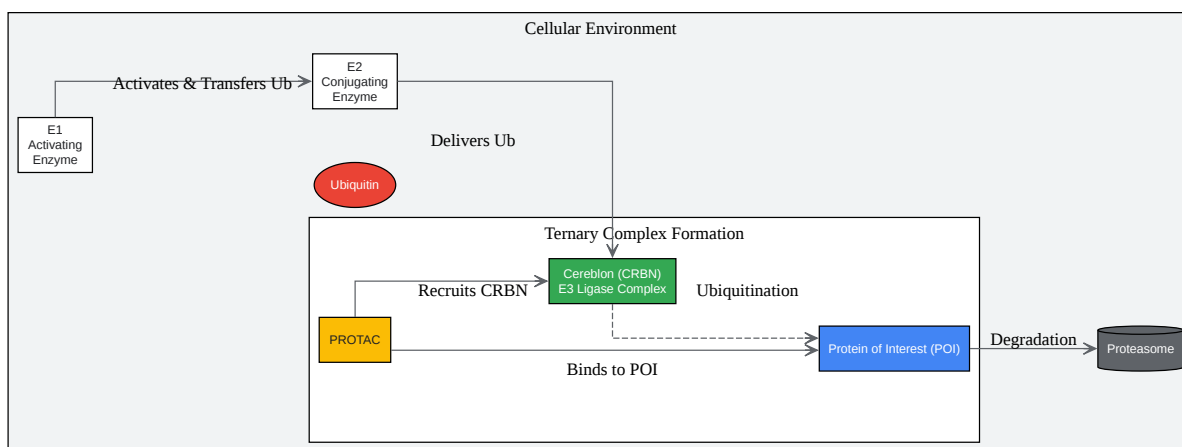 Cellular Environment
E2
Conjugating
Enzyme
Activates & Transfers Ub
E1
Activating
Enzyme
Delivers Ub
Ubiquitin
Ternary Complex Formation
Cereblon (CRBN)
E3 Ligase Complex
Recruits CRBN
Ubiquitination
PROTAC
Protein of Interest (POI)
Degradation
Proteasome
Binds to POI